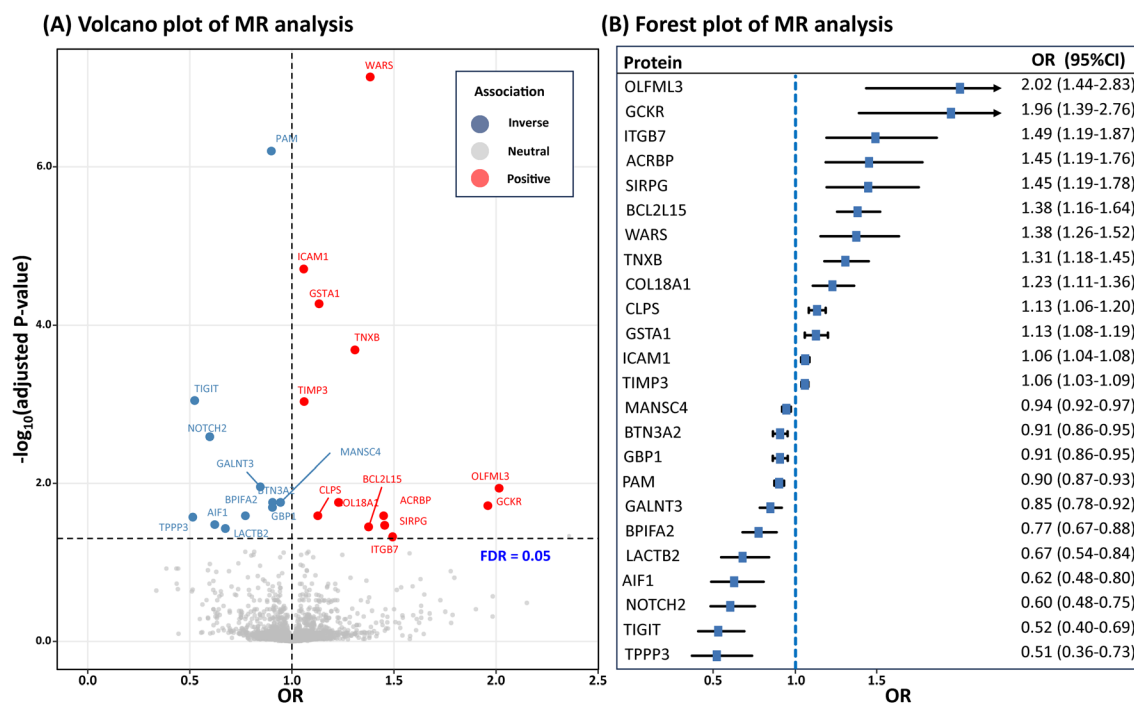 (A) Volcano plot of MR analysis
WARS
Association
Inverse
Neutral
Positive
PAM
6.0
ICAM1
GSTA1
4.0
TNXB
TIMP3
TIGIT
NOTCH2
MANSC4
GALNT3
BCL2L15
OLFML3
2.0
BTN3A2
CLPS
OL18A1
ACRBP
GCKR
BPIFA2
GBP1
SIRPG
AIF1
TPPP3
LACTB2
ITGB7
FDR = 0.05
0.0
-log10(adjusted P-value)
0.0 0.5 1.0 1.5 2.0 2.5
OR
(B) Forest plot of MR analysis
Protein OR (95%CI)
OLFML3 2.02 (1.44-2.83)
GCKR 1.96 (1.39-2.76)
ITGB7 1.49 (1.19-1.87)
ACRBP 1.45 (1.19-1.76)
SIRPG 1.45 (1.19-1.78)
BCL2L15 1.38 (1.16-1.64)
WARS 1.38 (1.26-1.52)
TNXB 1.31 (1.18-1.45)
COL18A1 1.23 (1.11-1.36)
CLPS 1.13 (1.06-1.20)
GSTA1 1.13 (1.08-1.19)
ICAM1 1.06 (1.04-1.08)
TIMP3 1.06 (1.03-1.09)
MANSC4 0.94 (0.92-0.97)
BTN3A2 0.91 (0.86-0.95)
GBP1 0.91 (0.86-0.95)
PAM 0.90 (0.87-0.93)
GALNT3 0.85 (0.78-0.92)
BPIFA2 0.77 (0.67-0.88)
LACTB2 0.67 (0.54-0.84)
AIF1 0.62 (0.48-0.80)
NOTCH2 0.60 (0.48-0.75)
TIGIT 0.52 (0.40-0.69)
TPPP3 0.51 (0.36-0.73)
0.5 1.0 1.5
OR